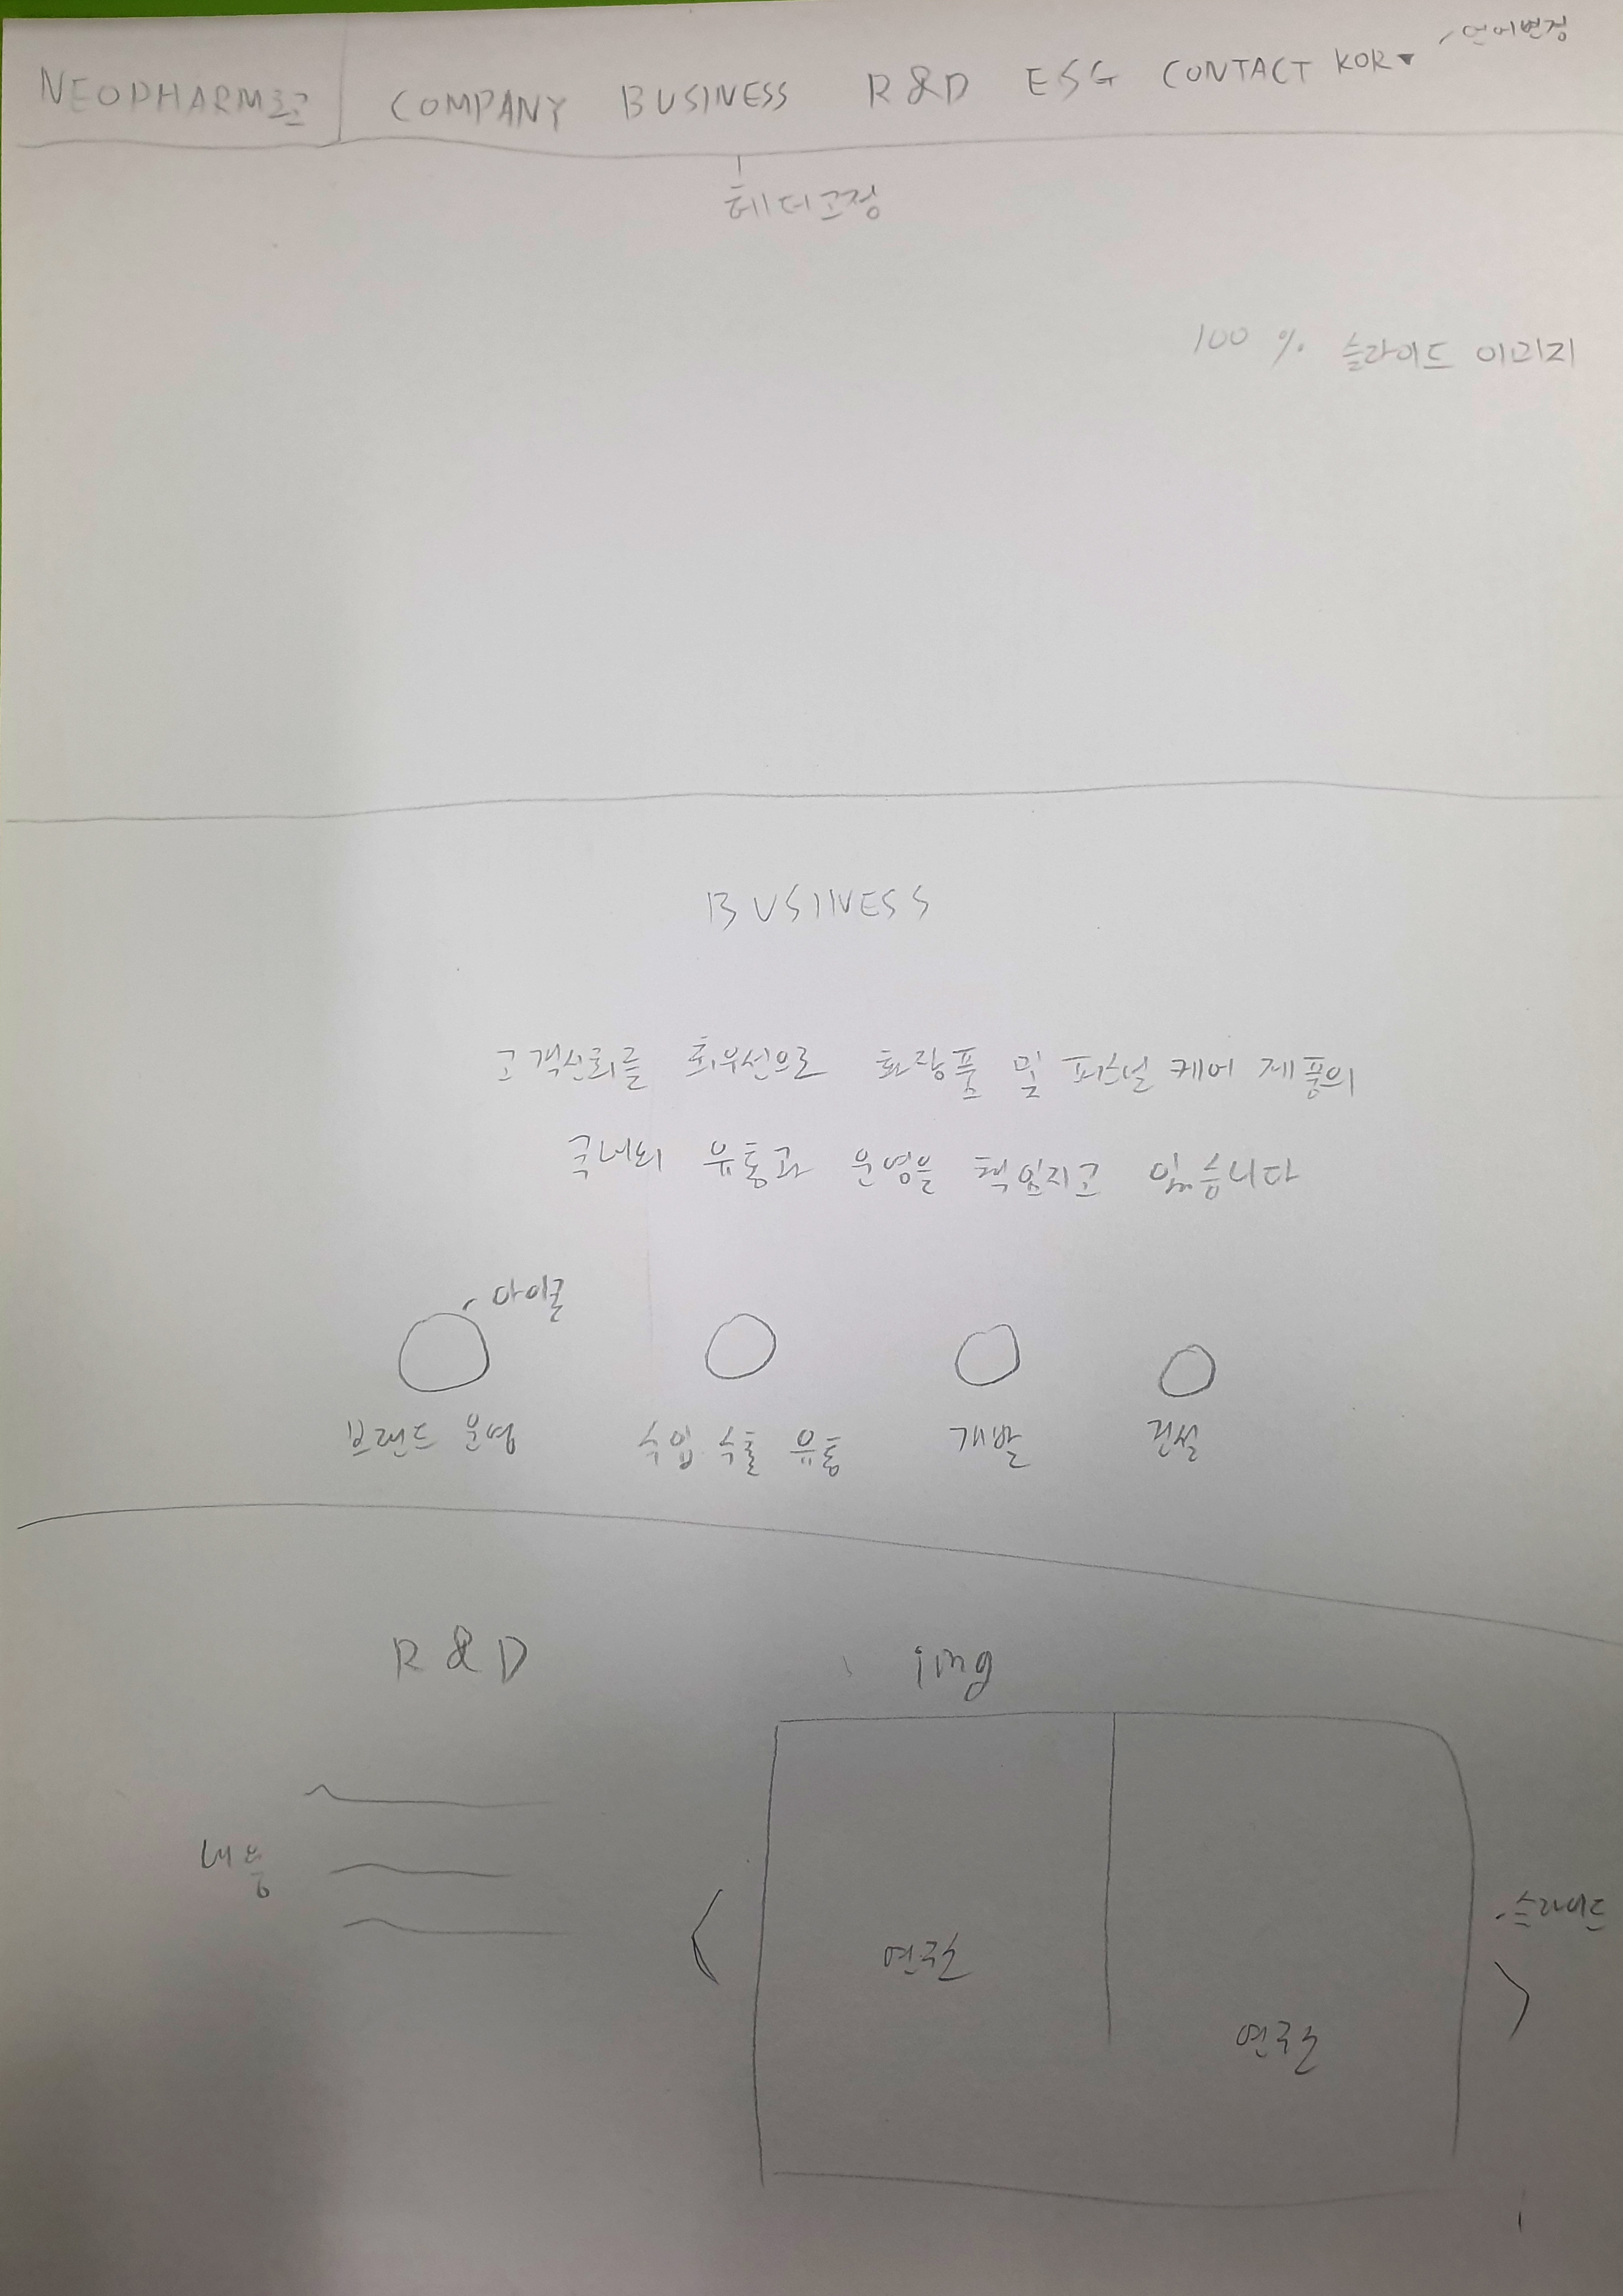 언어변경
NEOPHARM로고 COMPANY BUSINESS R&D ESG CONTACT KOR▼
헤더고정
100% 슬라이드 이미지
BUSINESS
고객신뢰를 최우선으로 화장품 및 퍼스널 케어 제품의
국내외 유통과 운영을 책임지고 있습니다
아이콘
브랜드 운영 수입 수출 유통 개발 컨설
R&D img
내용
슬라이드
연구소
연구소